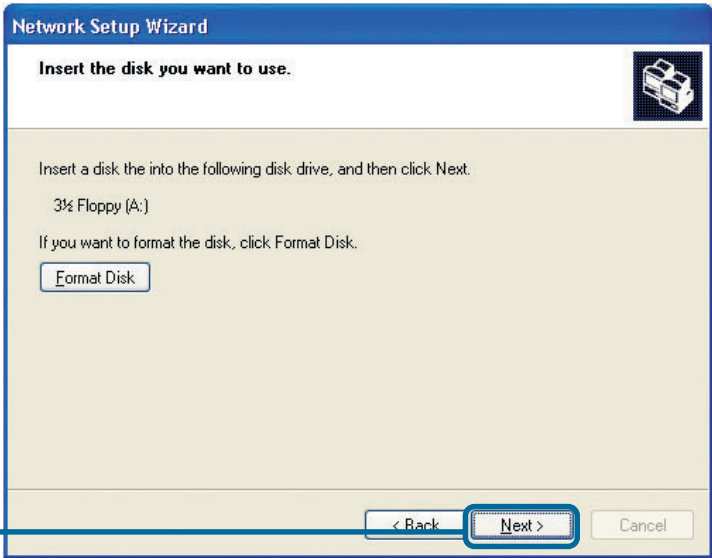 Network Setup Wizard
Insert the disk you want to use.
Insert a disk the into the following disk drive, and then click Next.
3½ Floppy (A:)
If you want to format the disk, click Format Disk.
Format Disk
< Back
Next >
Cancel